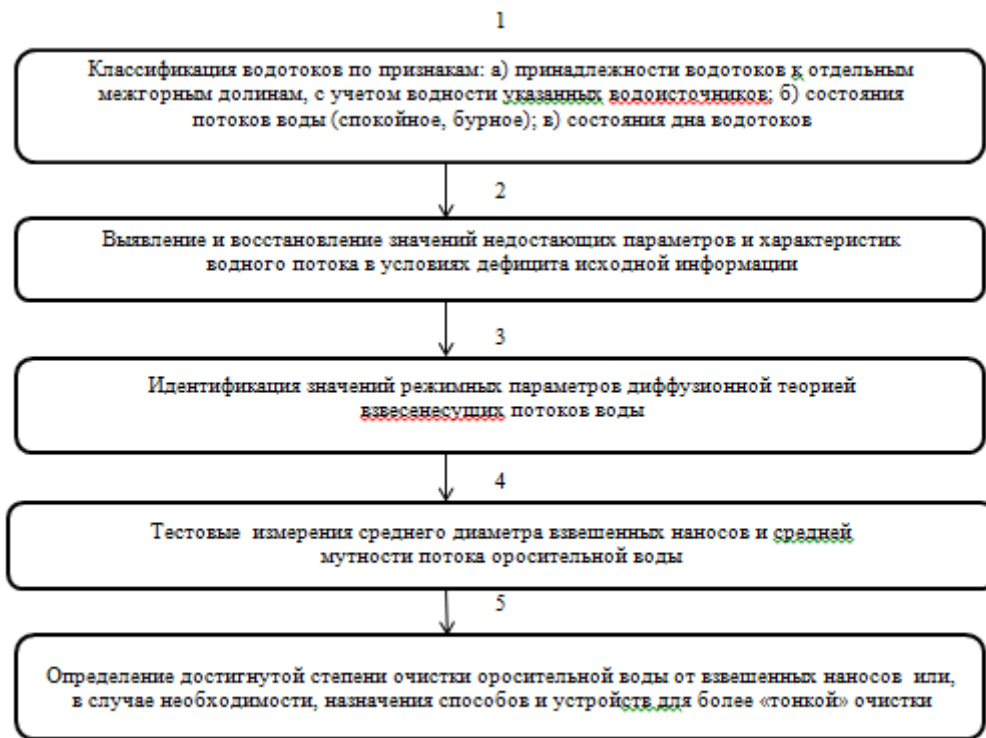 1
Классификация водотоков по признакам: а) принадлежности водотоков к отдельным
межгорным долинам, с учетом водности указанных водоисточников; б) состояния
потоков воды (спокойное, бурное); в) состояния дна водотоков
2
Выявление и восстановление значений недостающих параметров и характеристик
водного потока в условиях дефицита исходной информации
3
Идентификация значений режимных параметров диффузионной теорией
взвесенесущих потоков воды
4
Тестовые измерения среднего диаметра взвешенных наносов и средней
мутности потока оросительной воды
5
Определение достигнутой степени очистки оросительной воды от взвешенных наносов или,
в случае необходимости, назначения способов и устройств для более «тонкой» очистки